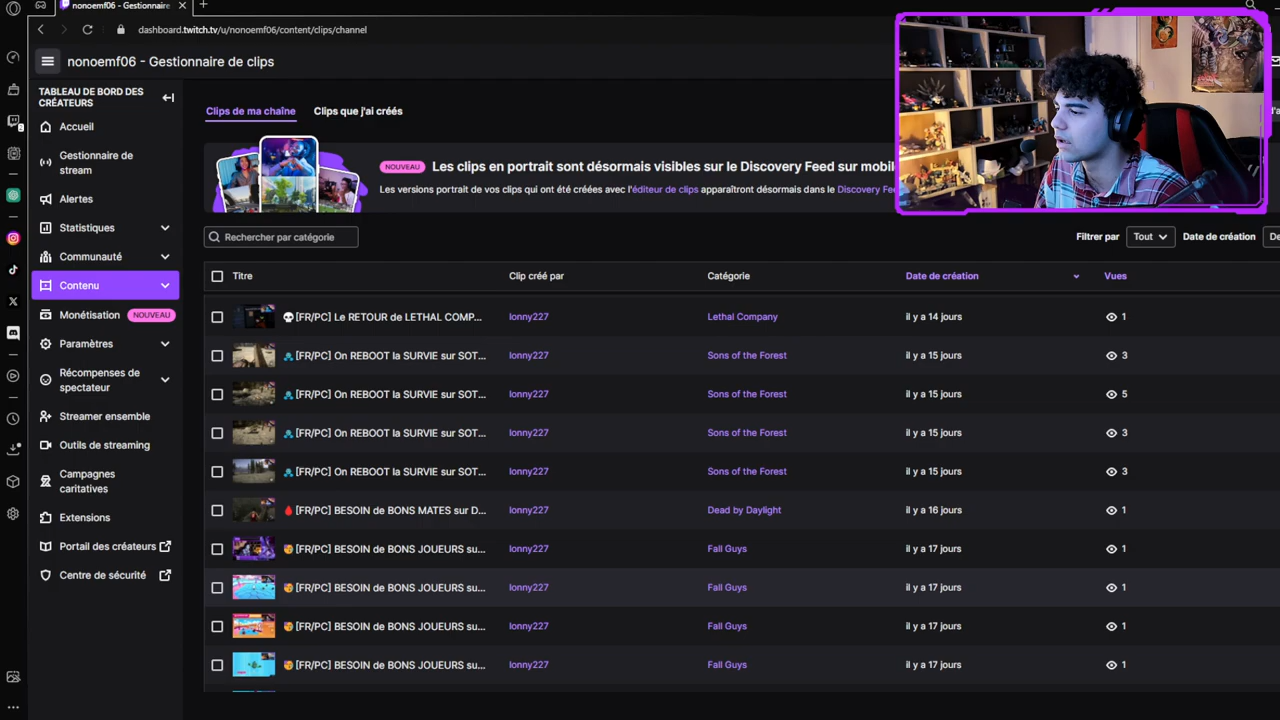 nonoemf06 - Gestionnaire
dashboard.twitch.tv/u/nonoemf06/content/clips/channel
nonoemf06 - Gestionnaire de clips
TABLEAU DE BORD DES
CRÉATEURS
Accueil
Gestionnaire de
stream
Alertes
Statistiques
Communauté
Contenu
Monétisation NOUVEAU
Paramètres
Récompenses de
spectateur
Streamer ensemble
Outils de streaming
Campagnes
caritatives
Extensions
Portail des créateurs
Centre de sécurité
Clips de ma chaîne Clips que j'ai créés
NOUVEAU Les clips en portrait sont désormais visibles sur le Discovery Feed sur mobil
Les versions portrait de vos clips qui ont été créées avec l'éditeur de clips apparaîtront désormais dans le Discovery Fee
Rechercher par catégorie
Filtrer par Tout Date de création De
Titre Clip créé par Catégorie Date de création Vues
[FR/PC] Le RETOUR de LETHAL COMP... lonny227 Lethal Company il y a 14 jours 1
[FR/PC] On REBOOT la SURVIE sur SOT... lonny227 Sons of the Forest il y a 15 jours 3
[FR/PC] On REBOOT la SURVIE sur SOT... lonny227 Sons of the Forest il y a 15 jours 5
[FR/PC] On REBOOT la SURVIE sur SOT... lonny227 Sons of the Forest il y a 15 jours 3
[FR/PC] On REBOOT la SURVIE sur SOT... lonny227 Sons of the Forest il y a 15 jours 3
[FR/PC] BESOIN de BONS MATES sur D... lonny227 Dead by Daylight il y a 16 jours 1
[FR/PC] BESOIN de BONS JOUEURS su... lonny227 Fall Guys il y a 17 jours 1
[FR/PC] BESOIN de BONS JOUEURS su... lonny227 Fall Guys il y a 17 jours 1
[FR/PC] BESOIN de BONS JOUEURS su... lonny227 Fall Guys il y a 17 jours 1
[FR/PC] BESOIN de BONS JOUEURS su... lonny227 Fall Guys il y a 17 jours 1